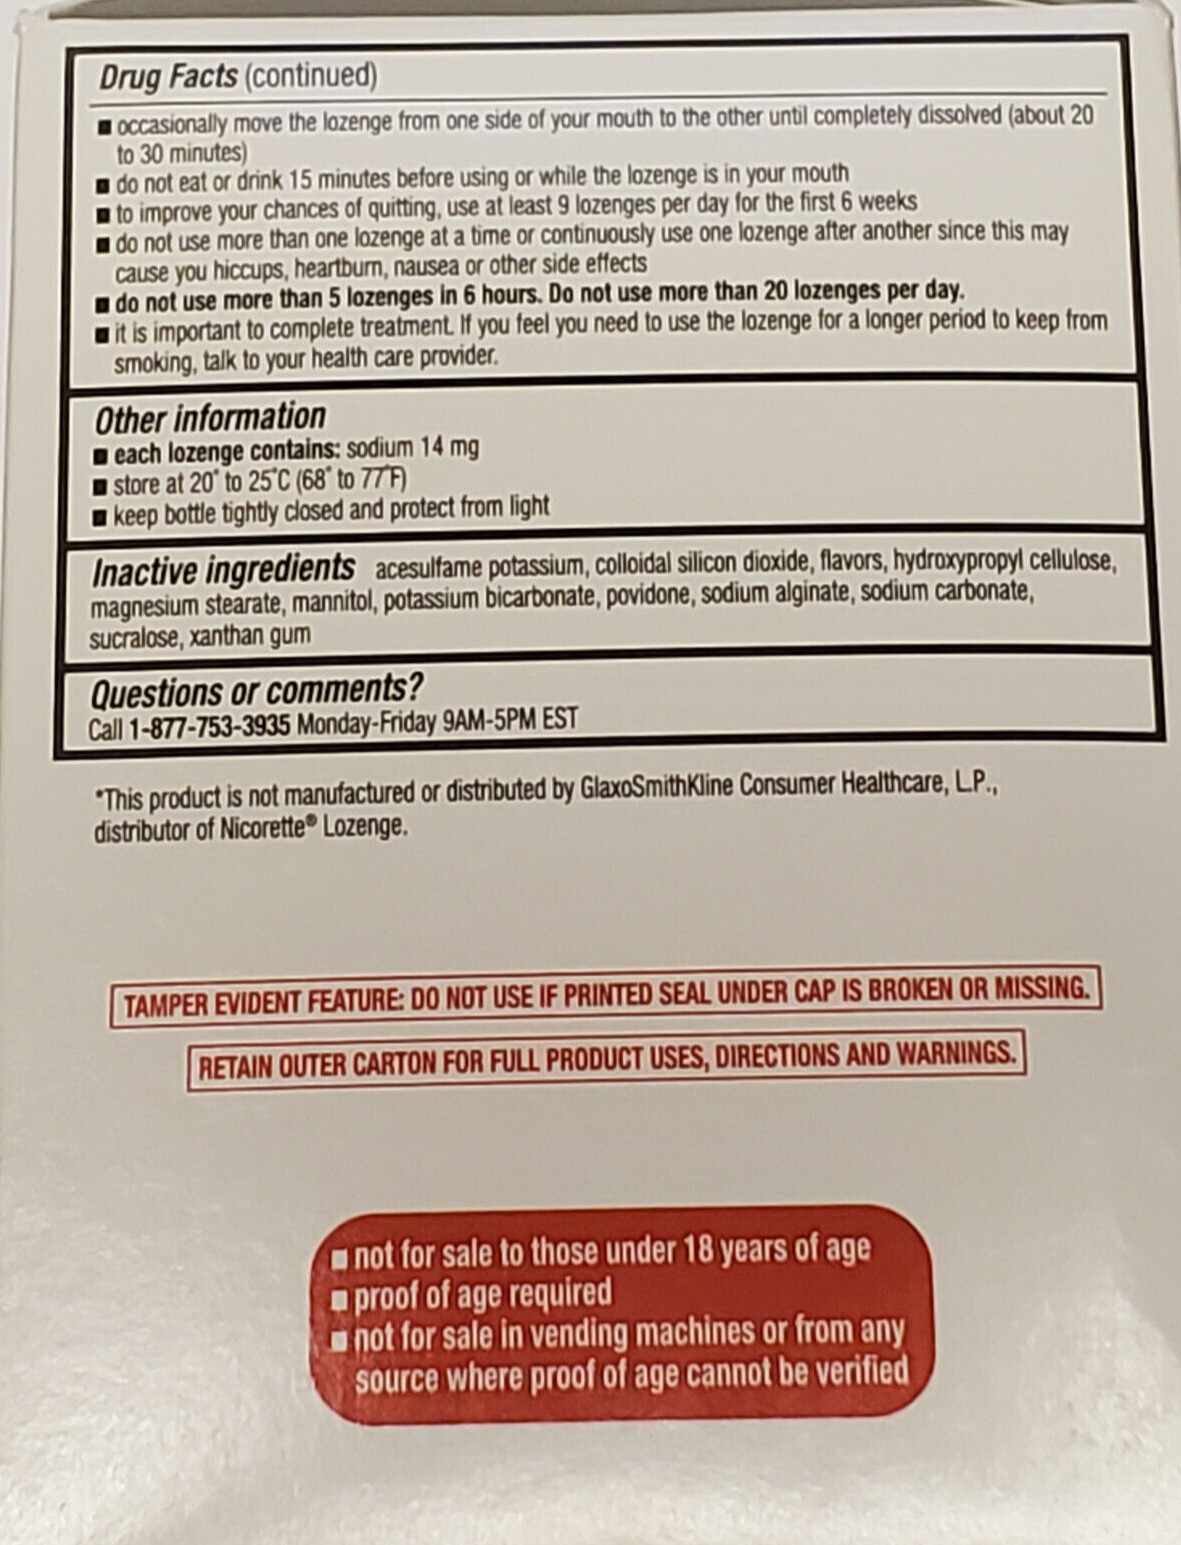 Drug Facts (continued)
■ occasionally move the lozenge from one side of your mouth to the other until completely dissolved (about 20
to 30 minutes)
■ do not eat or drink 15 minutes before using or while the lozenge is in your mouth
■ to improve your chances of quitting, use at least 9 lozenges per day for the first 6 weeks
■ do not use more than one lozenge at a time or continuously use one lozenge after another since this may
cause you hiccups, heartburn, nausea or other side effects
■ do not use more than 5 lozenges in 6 hours. Do not use more than 20 lozenges per day.
■ it is important to complete treatment. If you feel you need to use the lozenge for a longer period to keep from
smoking, talk to your health care provider.
Other information
■ each lozenge contains: sodium 14 mg
■ store at 20° to 25°C (68° to 77°F)
■ keep bottle tightly closed and protect from light
Inactive ingredients acesulfame potassium, colloidal silicon dioxide, flavors, hydroxypropyl cellulose,
magnesium stearate, mannitol, potassium bicarbonate, povidone, sodium alginate, sodium carbonate,
sucralose, xanthan gum
Questions or comments?
Call 1-877-753-3935 Monday-Friday 9AM-5PM EST
*This product is not manufactured or distributed by GlaxoSmithKline Consumer Healthcare, L.P.,
distributor of Nicorette® Lozenge.
TAMPER EVIDENT FEATURE: DO NOT USE IF PRINTED SEAL UNDER CAP IS BROKEN OR MISSING.
RETAIN OUTER CARTON FOR FULL PRODUCT USES, DIRECTIONS AND WARNINGS.
■ not for sale to those under 18 years of age
■ proof of age required
■ not for sale in vending machines or from any
source where proof of age cannot be verified